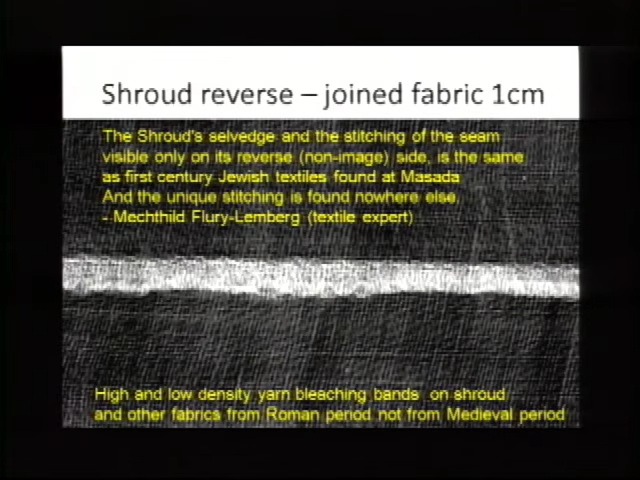 Shroud reverse – joined fabric 1cm
The Shroud's selvedge and the stitching of the seam
visible only on its reverse (non-image) side, is the same
as first century Jewish textiles found at Masada
And the unique stitching is found nowhere else.
- Mechthild Flury-Lemberg (textile expert)
High and low density yarn bleaching bands on shroud
and other fabrics from Roman period not from Medieval period